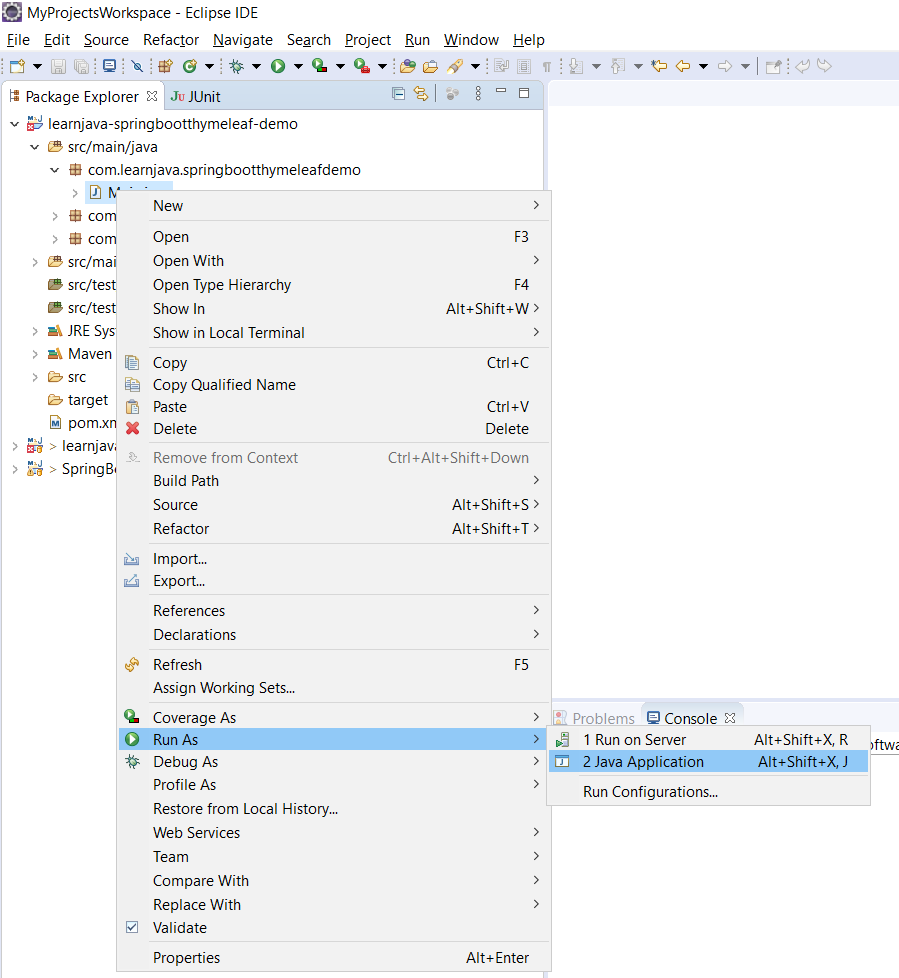 MyProjectsWorkspace - Eclipse IDE
File Edit Source Refactor Navigate Search Project Run Window Help
Package Explorer JUnit
learnjava-springbootthymeleaf-demo
src/main/java
com.learnjava.springbootthymeleafdemo
com
com
src/mai
src/test
src/test
JRE Sys
Maven
src
target
pom.xm
> learnjava
> SpringBo
New
Open F3
Open With
Open Type Hierarchy F4
Show In Alt+Shift+W
Show in Local Terminal
Copy Ctrl+C
Copy Qualified Name
Paste Ctrl+V
Delete Delete
Remove from Context Ctrl+Alt+Shift+Down
Build Path
Source Alt+Shift+S
Refactor Alt+Shift+T
Import...
Export...
References
Declarations
Refresh F5
Assign Working Sets...
Coverage As
Run As
Debug As
Profile As
Restore from Local History...
Web Services
Team
Compare With
Replace With
Validate
Properties Alt+Enter
Problems Console
1 Run on Server Alt+Shift+X, R
2 Java Application Alt+Shift+X, J
Run Configurations...